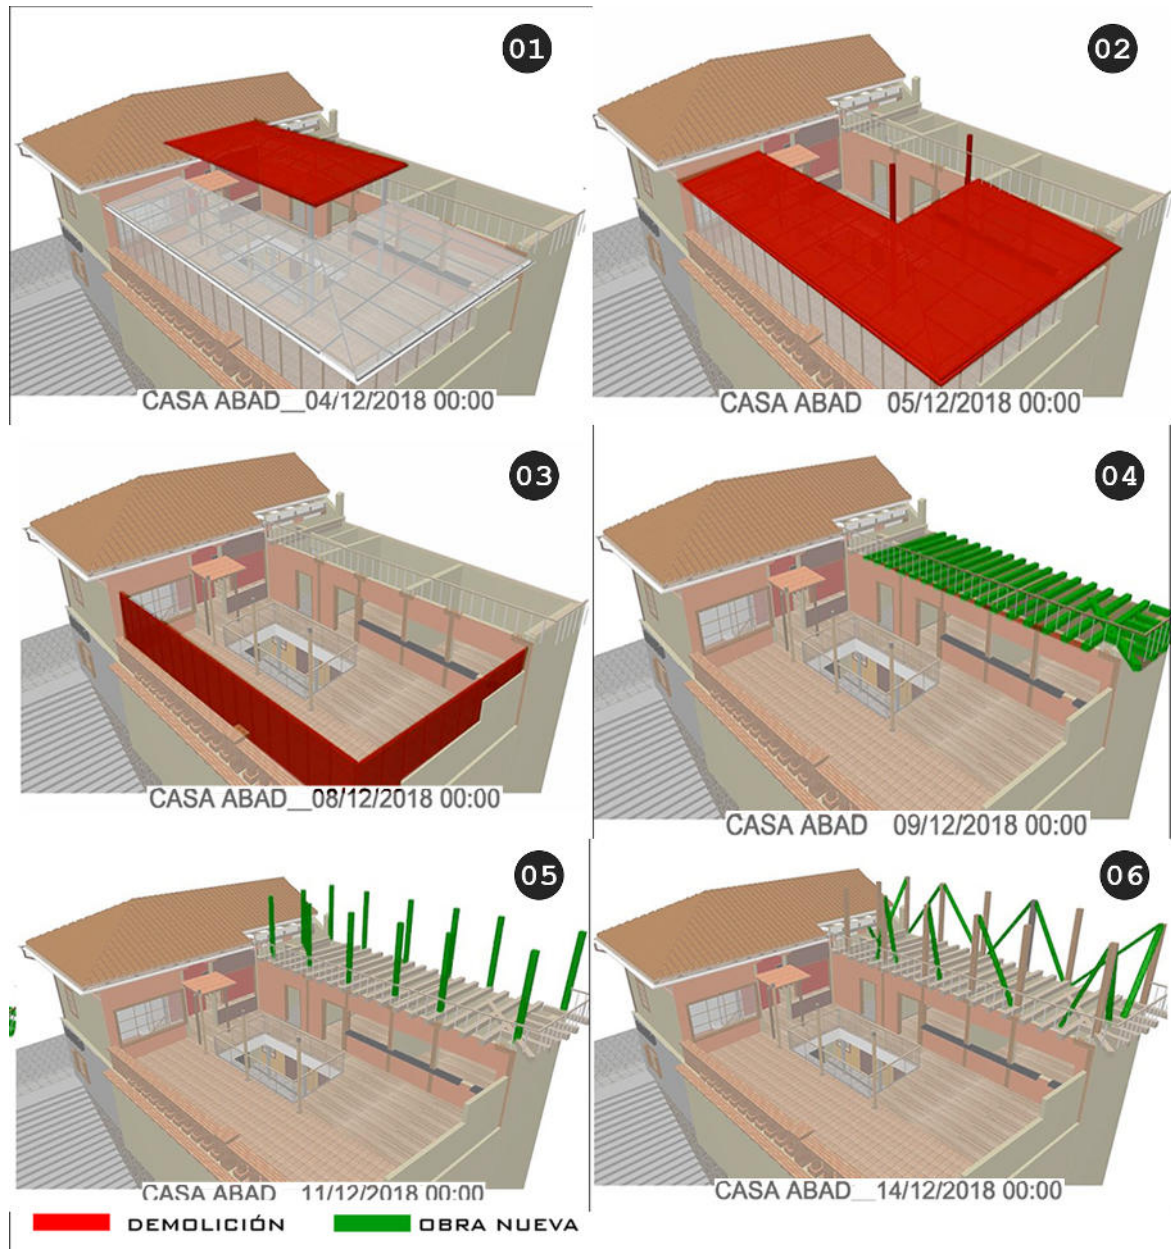 01
02
CASA ABAD__04/12/2018 00:00
CASA ABAD 05/12/2018 00:00
03
04
CASA ABAD__08/12/2018 00:00
CASA ABAD 09/12/2018 00:00
05
06
CASA ABAD 11/12/2018 00:00
CASA ABAD__14/12/2018 00:00
DEMOLICIÓN
OBRA NUEVA